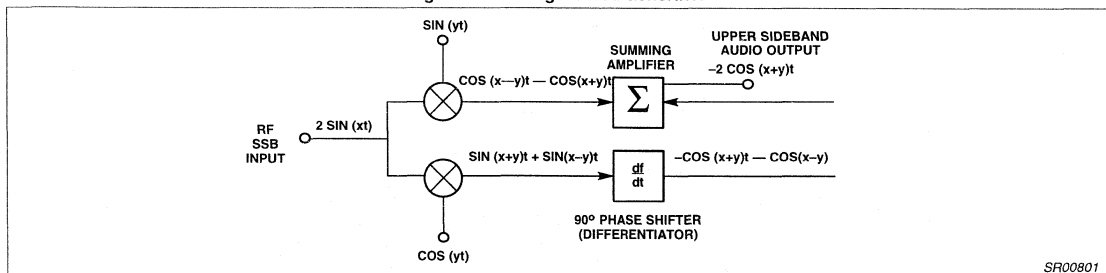 SIN (yt)
UPPER SIDEBAND
AUDIO OUTPUT
–2 COS (x+y)t
SUMMING
AMPLIFIER
COS (x—y)t — COS(x+y)t
Σ
RF
SSB
INPUT
2 SIN (xt)
SIN (x+y)t + SIN(x–y)t
df
dt
–COS (x+y)t — COS(x–y)
90º PHASE SHIFTER
(DIFFERENTIATOR)
COS (yt)
SR00801